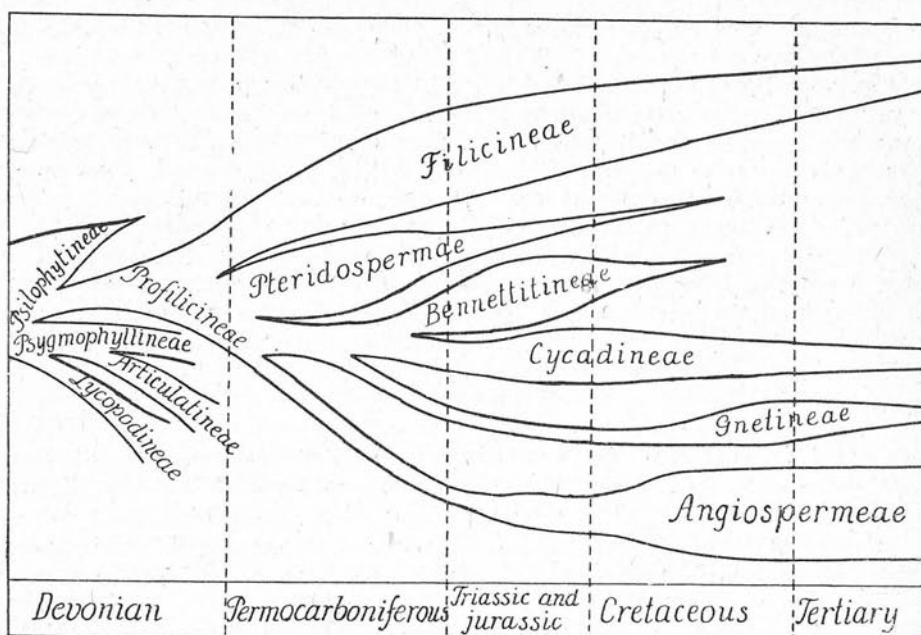 Filicineae
Psilophytineae
Profilicineae
Pteridospermae
Bennettitineae
Psygmophyllineae
Cycadineae
Articulatineae
Lycopodineae
Gnetineae
Angiospermeae
Devonian
Permocarboniferous
Triassic and
jurassic
Cretaceous
Tertiary